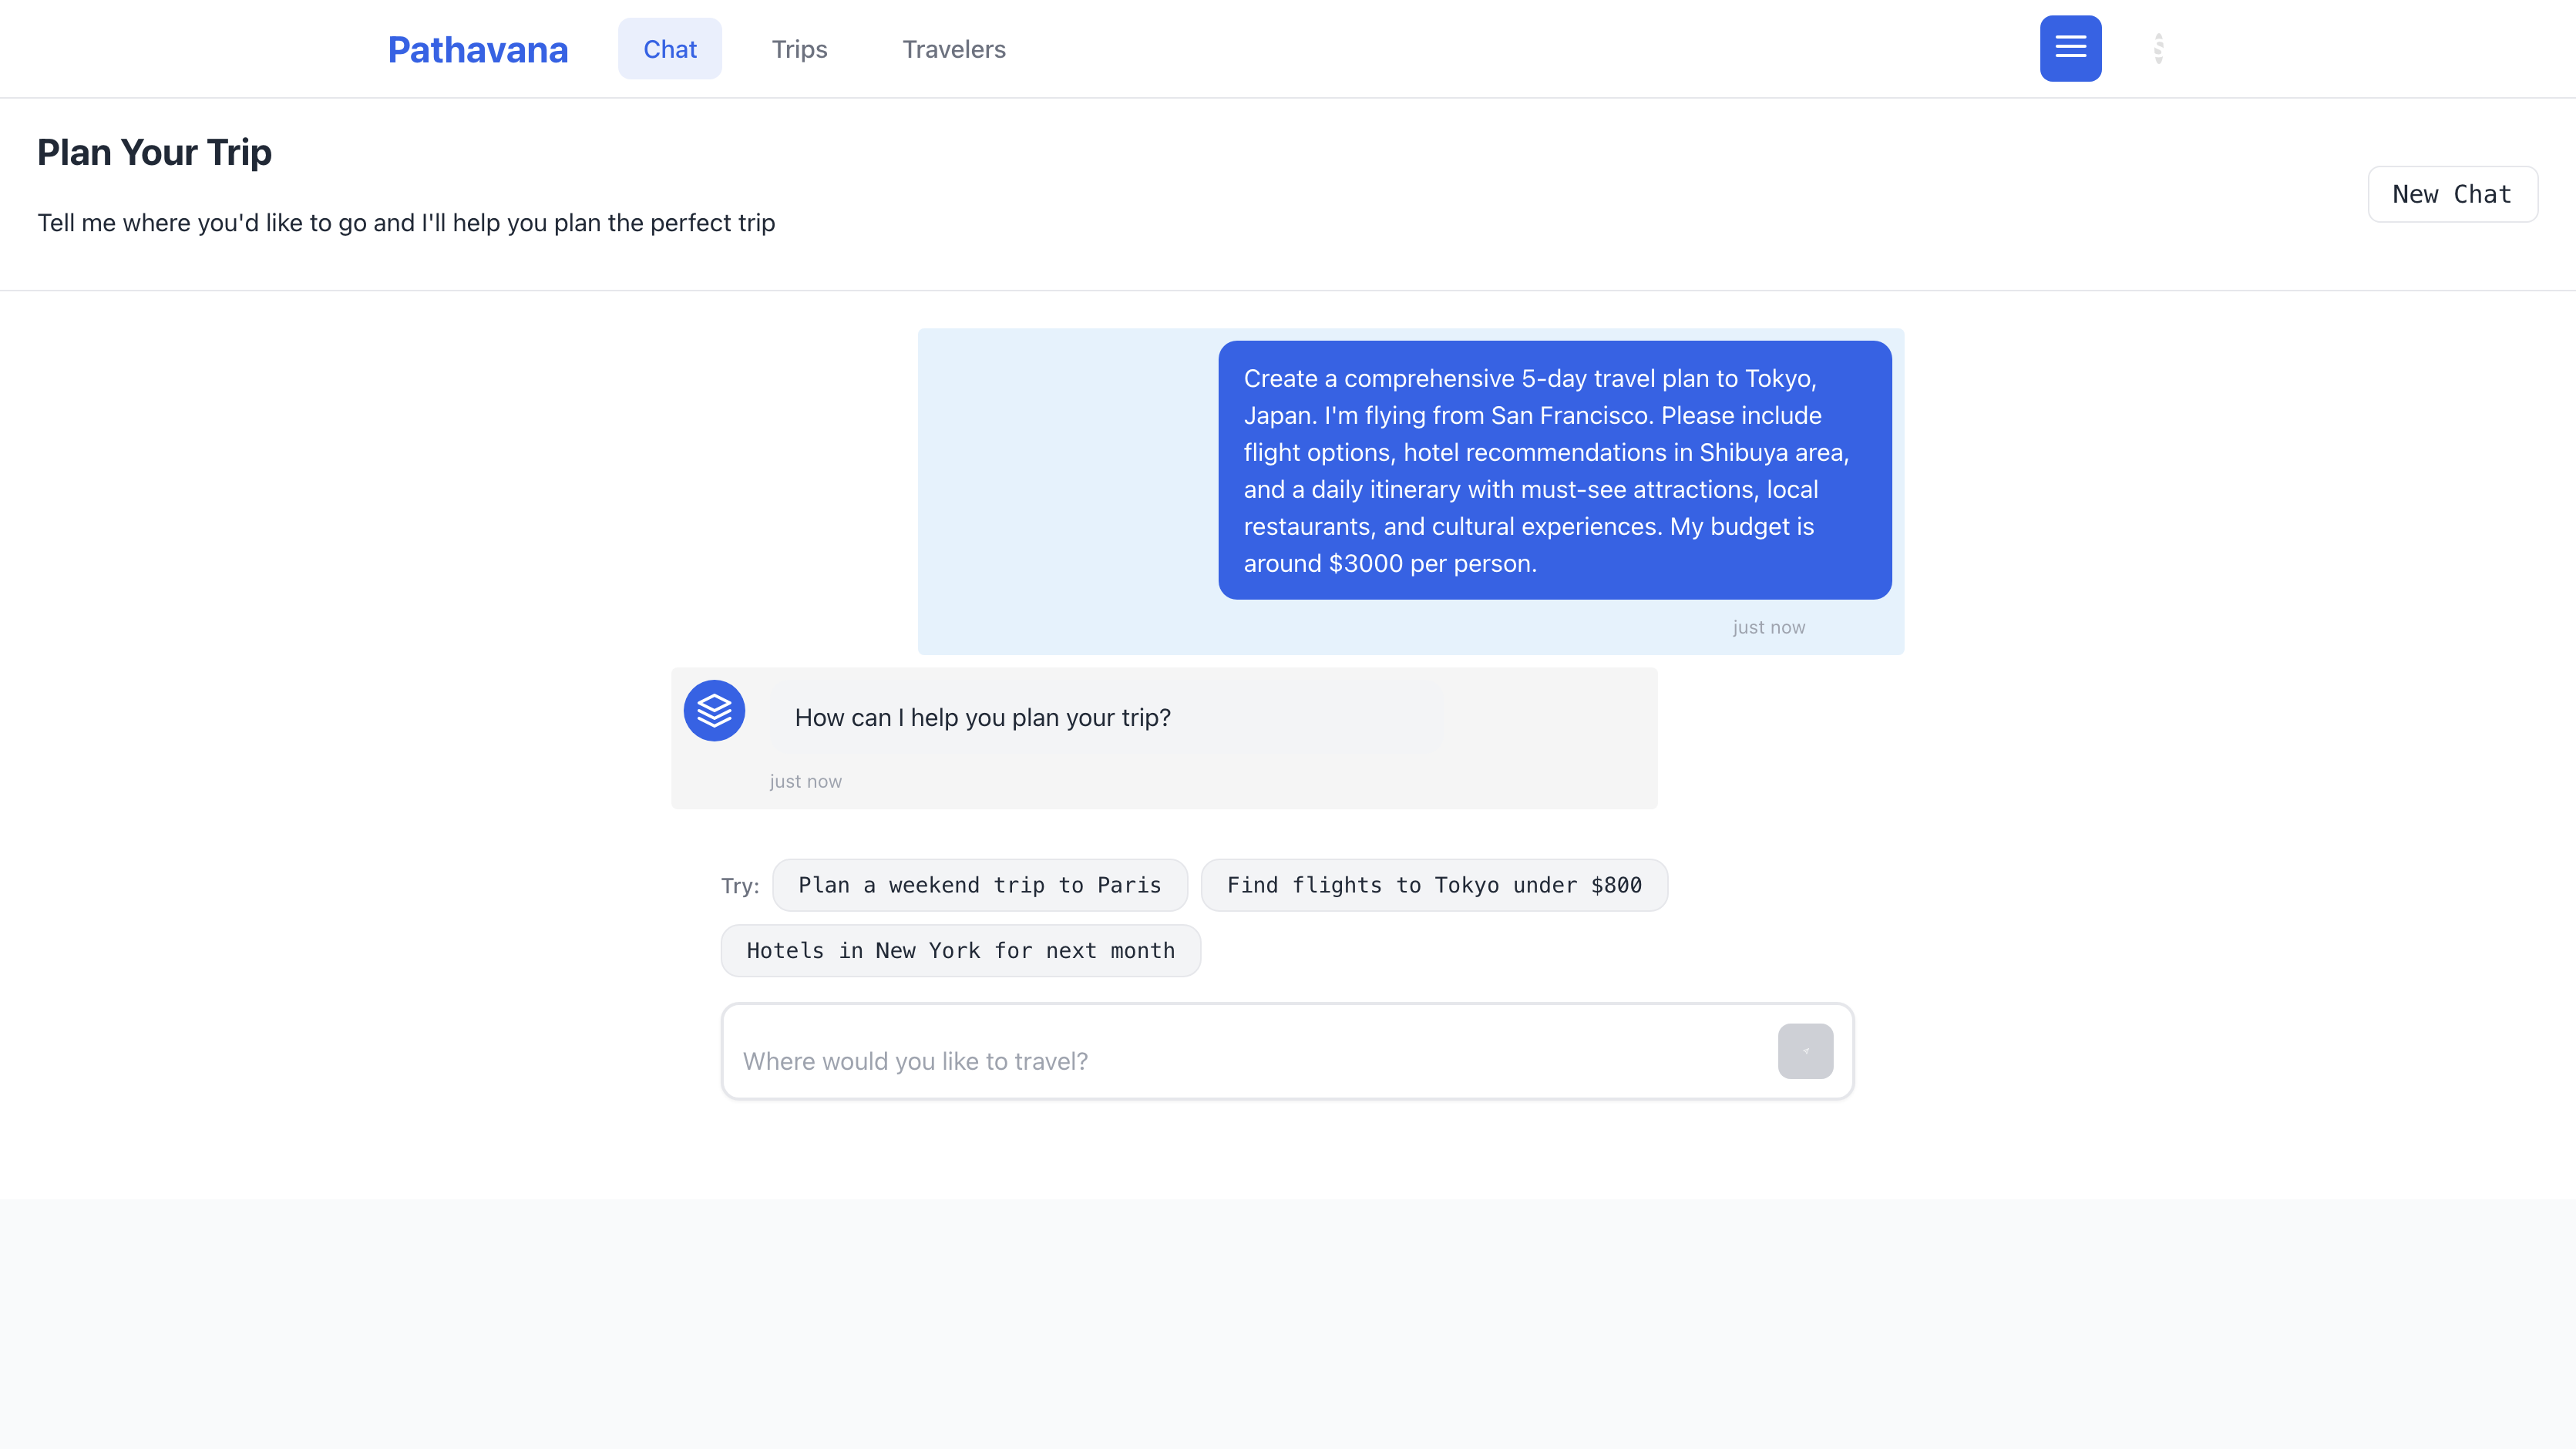 Pathavana
Chat
Trips
Travelers
Plan Your Trip
Tell me where you'd like to go and I'll help you plan the perfect trip
New Chat
Create a comprehensive 5-day travel plan to Tokyo,
Japan. I'm flying from San Francisco. Please include
flight options, hotel recommendations in Shibuya area,
and a daily itinerary with must-see attractions, local
restaurants, and cultural experiences. My budget is
around $3000 per person.
just now
How can I help you plan your trip?
just now
Try:
Plan a weekend trip to Paris
Find flights to Tokyo under $800
Hotels in New York for next month
Where would you like to travel?